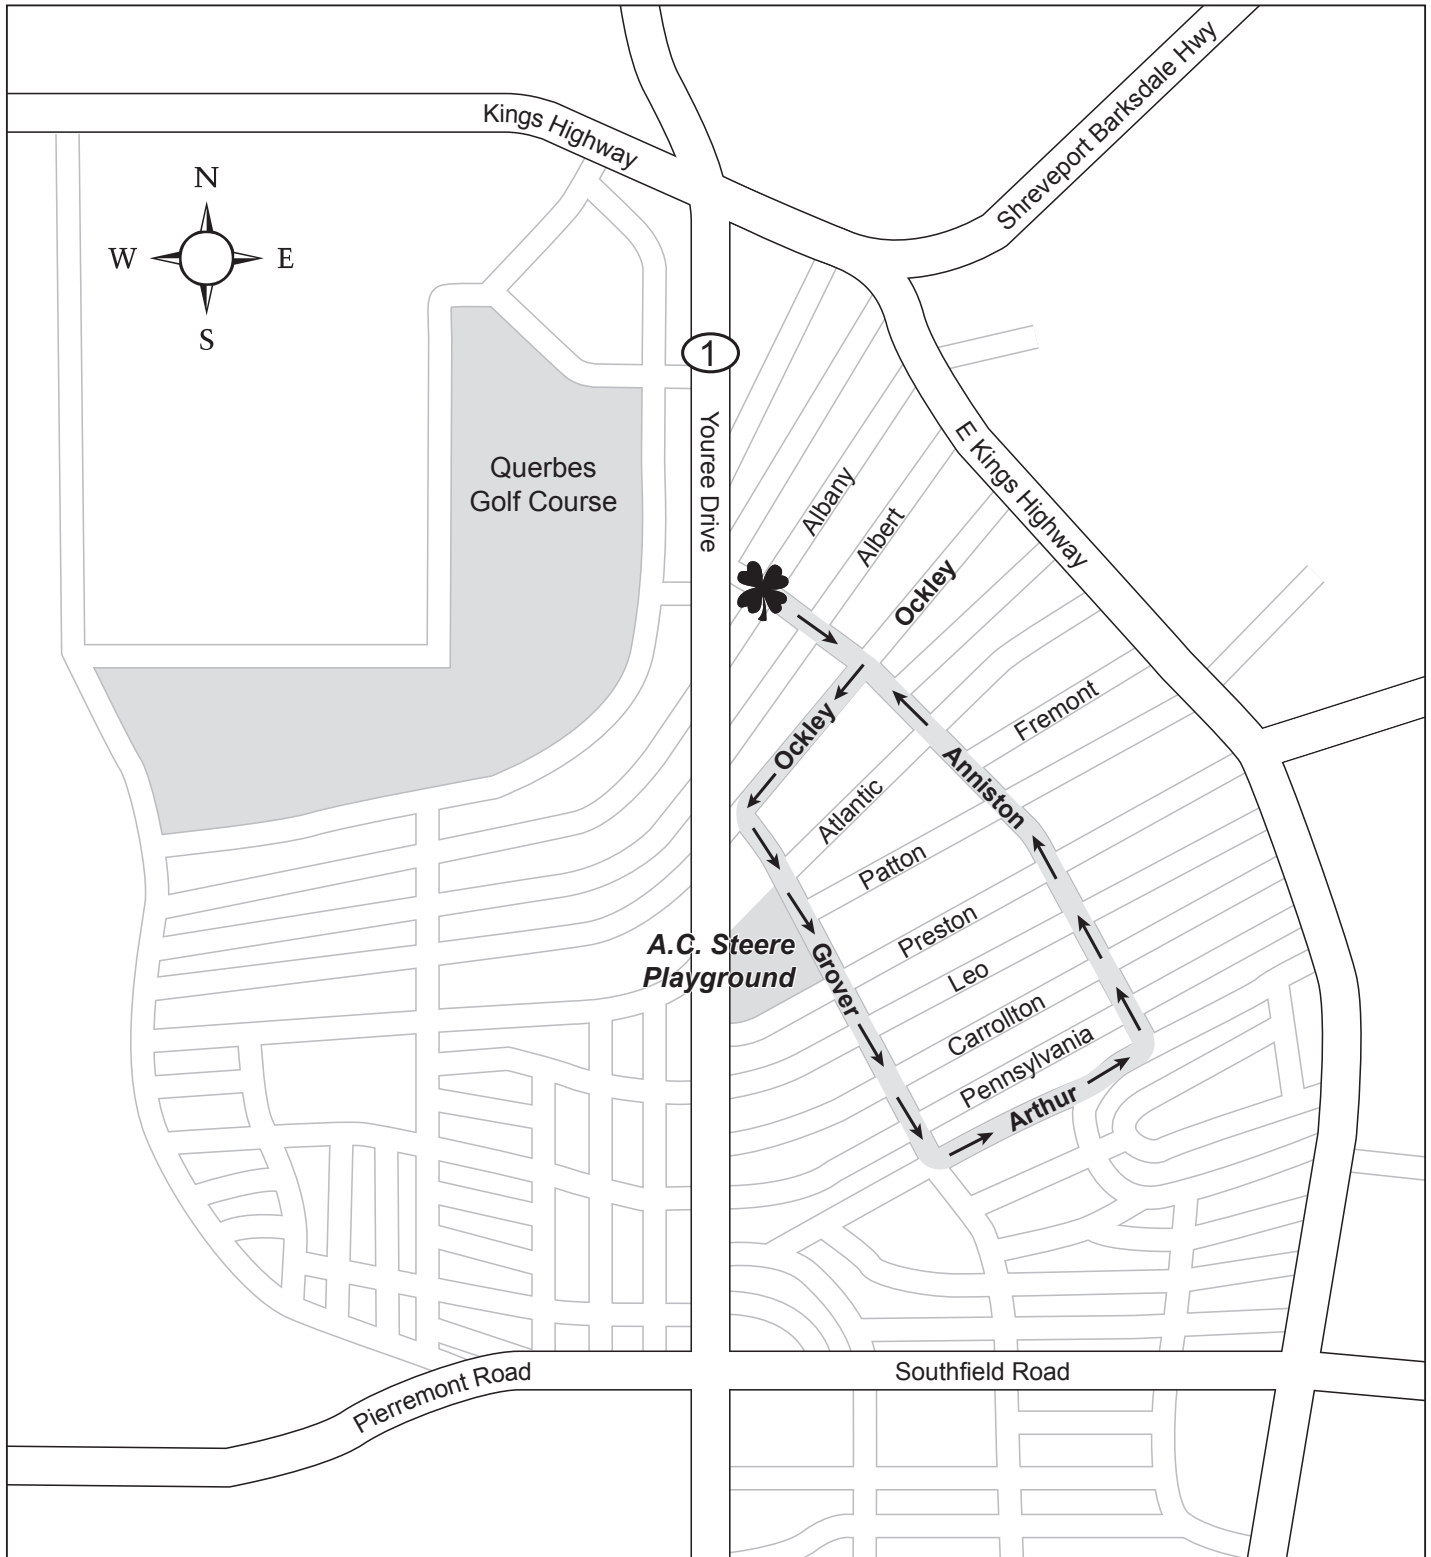 Kings Highway
Shreveport Barksdale Hwy
N
W
E
S
1
Youree Drive
Querbes
Golf Course
E Kings Highway
Albany
Albert
Ockley
Fremont
Ockley
Anniston
Atlantic
Patton
Preston
A.C. Steere
Playground
Grover
Leo
Carrollton
Pennsylvania
Arthur
Southfield Road
Pierremont Road